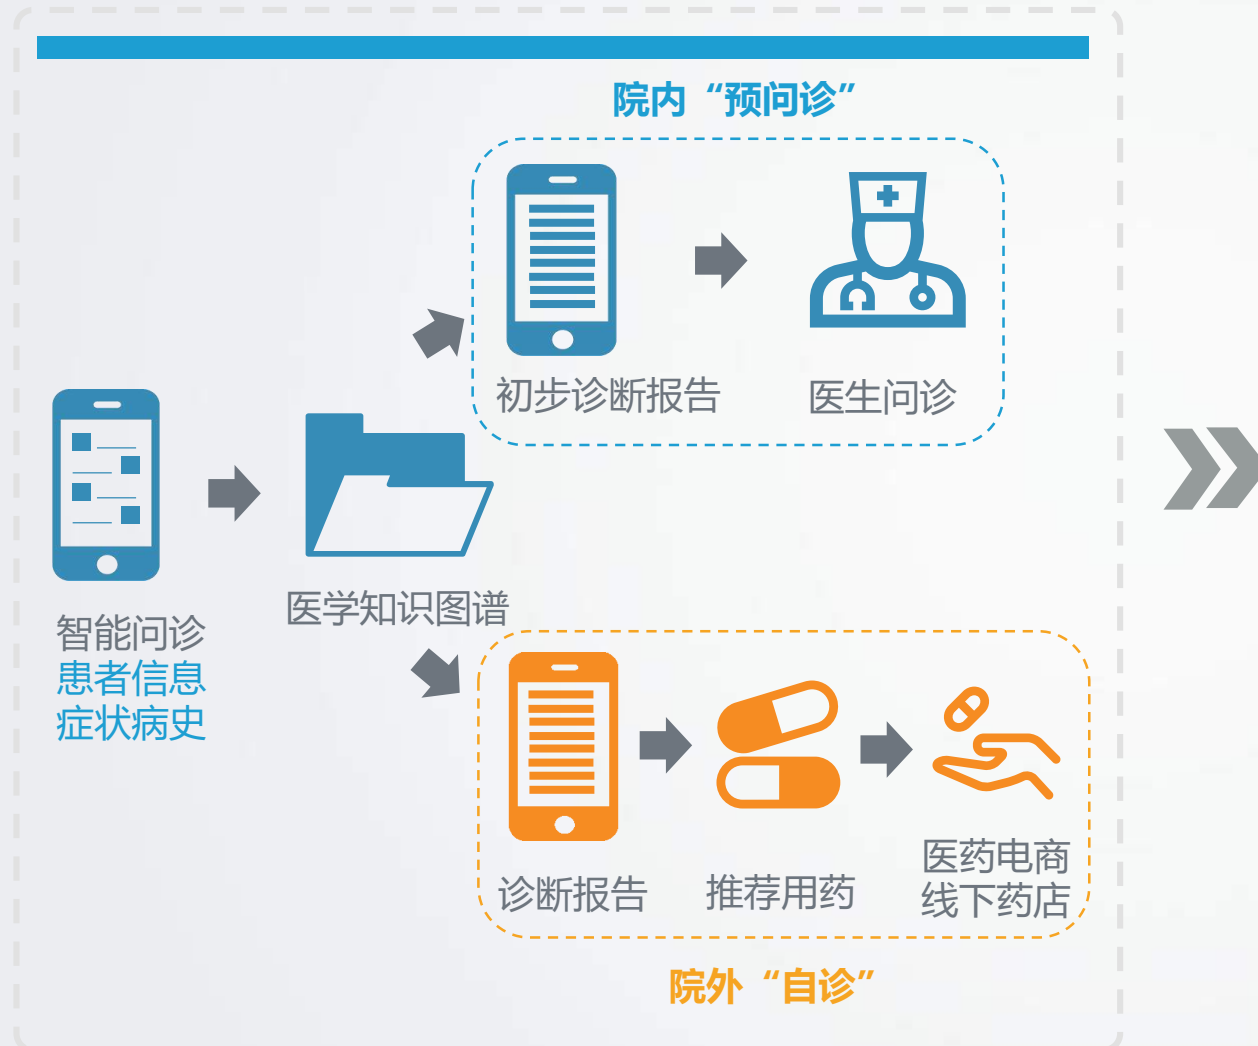 院内“预问诊”
初步诊断报告
医生问诊
医学知识图谱
智能问诊
患者信息
症状病史
诊断报告
推荐用药
医药电商
线下药店
院外“自诊”